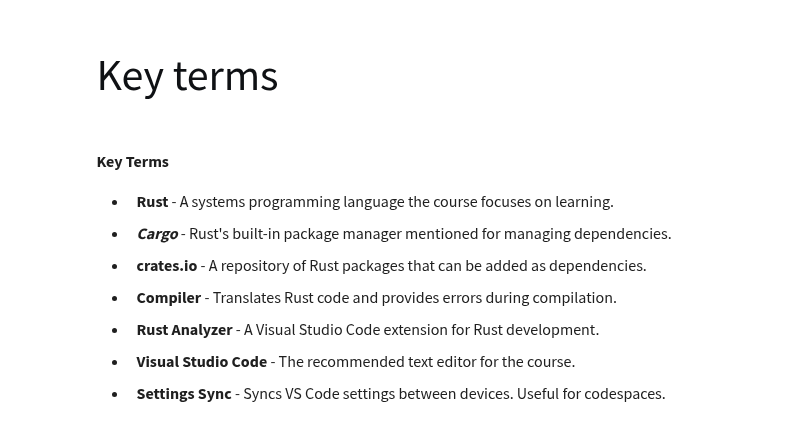 Key terms
Key Terms
• Rust - A systems programming language the course focuses on learning.
• Cargo - Rust's built-in package manager mentioned for managing dependencies.
• crates.io - A repository of Rust packages that can be added as dependencies.
• Compiler - Translates Rust code and provides errors during compilation.
• Rust Analyzer - A Visual Studio Code extension for Rust development.
• Visual Studio Code - The recommended text editor for the course.
• Settings Sync - Syncs VS Code settings between devices. Useful for codespaces.